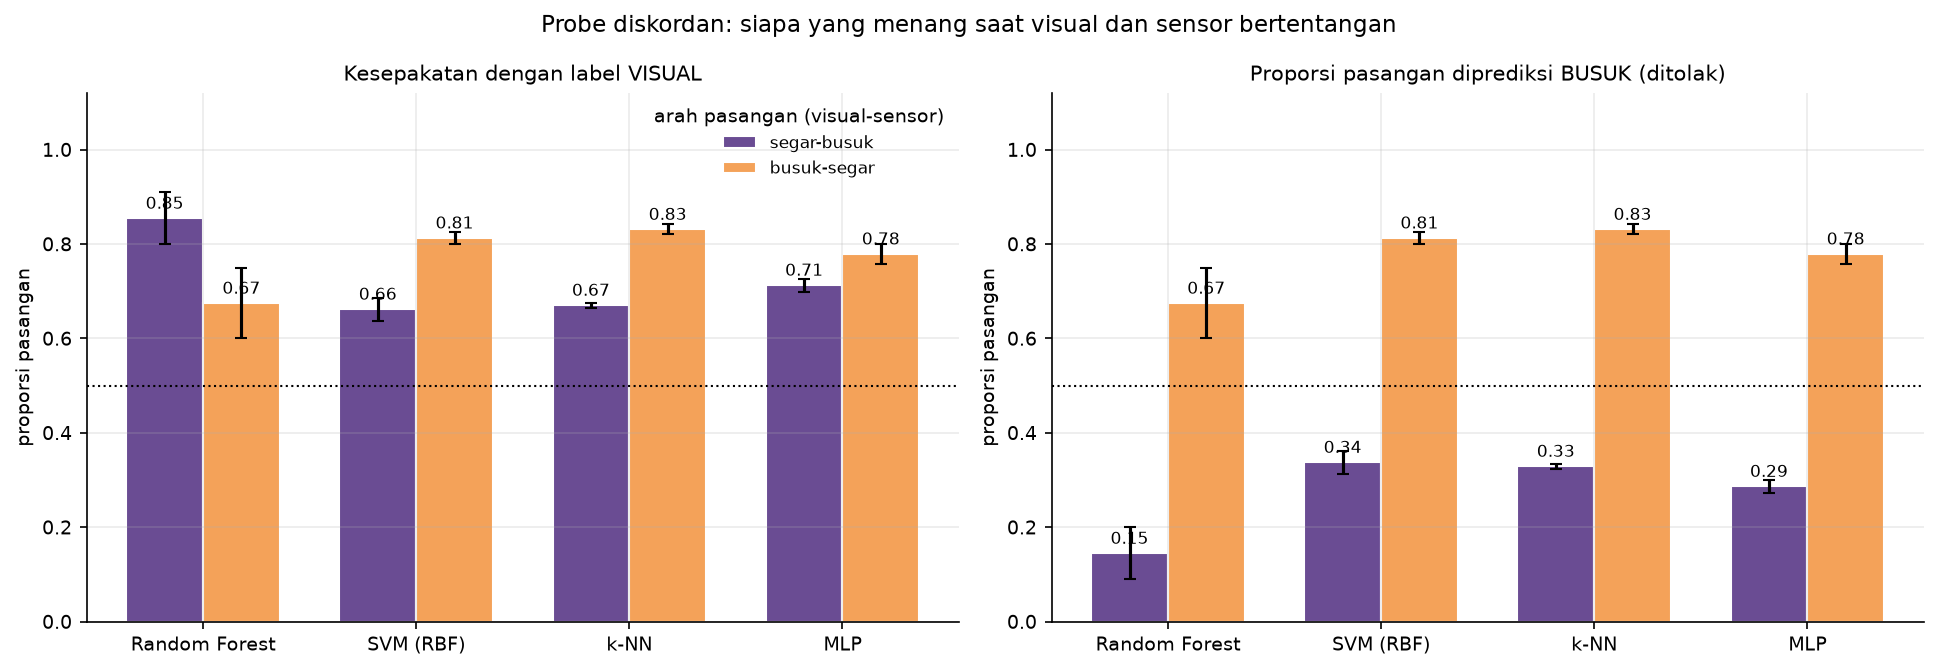 Probe diskordan: siapa yang menang saat visual dan sensor bertentangan
Kesepakatan dengan label VISUAL
proporsi pasangan
1.0
0.8
0.6
0.4
0.2
0.0
arah pasangan (visual-sensor)
segar-busuk
busuk-segar
0.85
0.67
0.66
0.81
0.67
0.83
0.71
0.78
Random Forest
SVM (RBF)
k-NN
MLP
Proporsi pasangan diprediksi BUSUK (ditolak)
proporsi pasangan
1.0
0.8
0.6
0.4
0.2
0.0
0.15
0.67
0.34
0.81
0.33
0.83
0.29
0.78
Random Forest
SVM (RBF)
k-NN
MLP